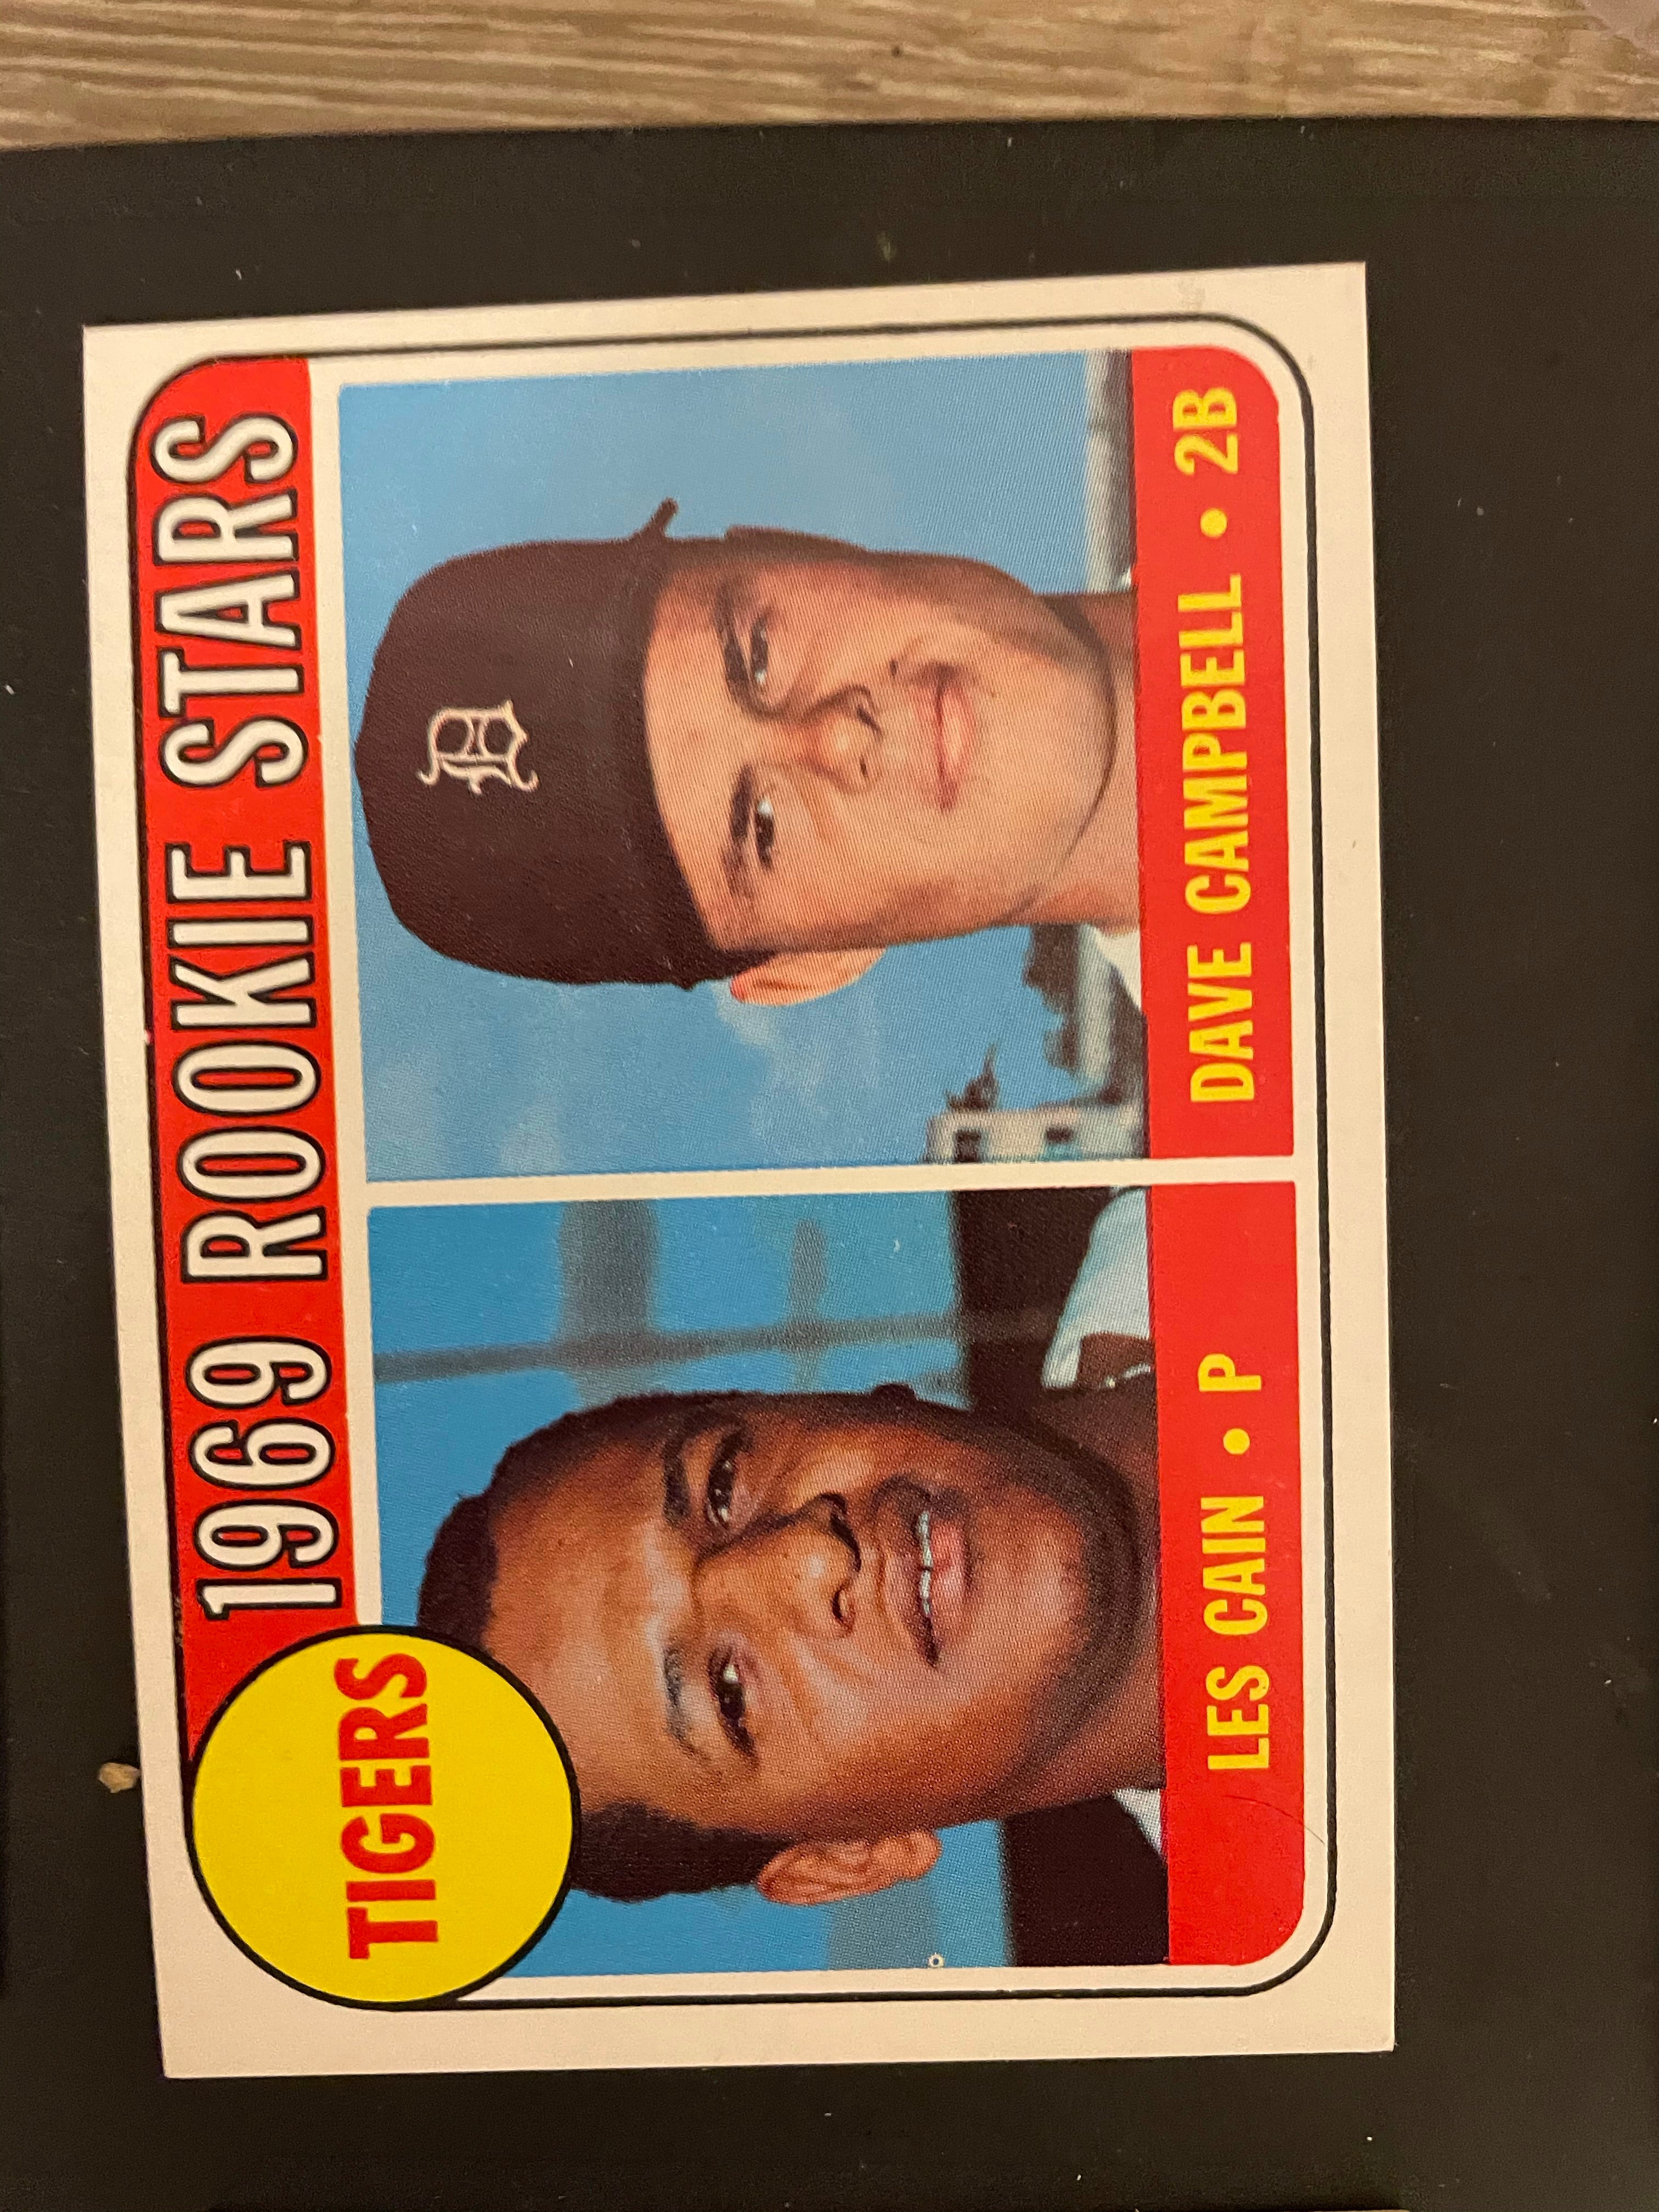 1969 ROOKIE STARS
TIGERS
D
LES CAIN • P
DAVE CAMPBELL • 2B